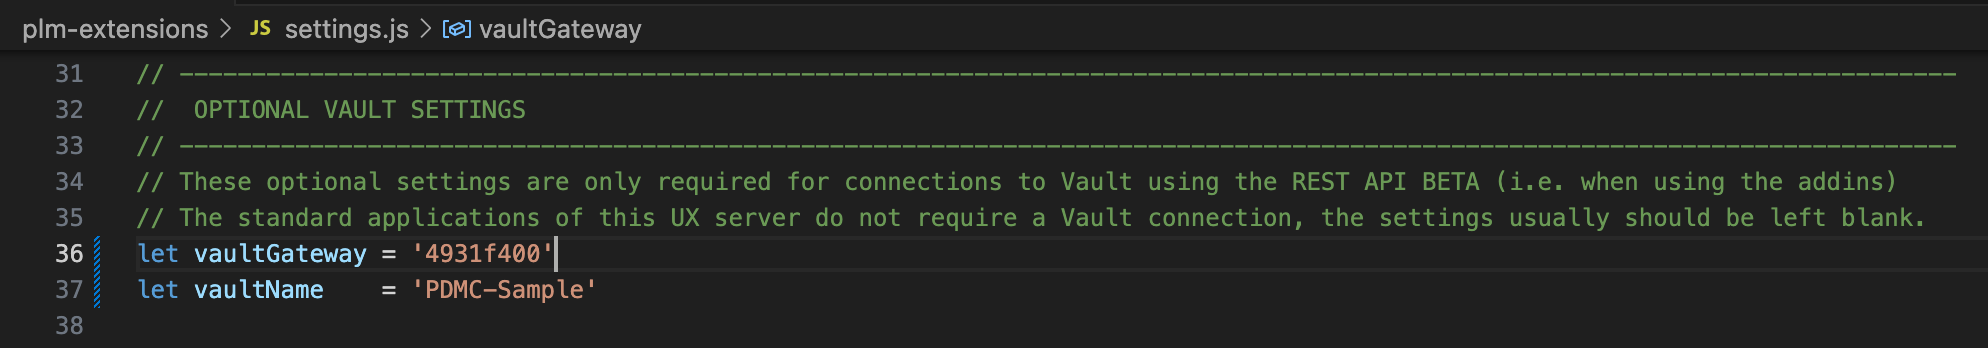 plm-extensions > JS settings.js > vaultGateway
31 // ---------------------------------------------------------------------------------------------------------------------------
32 //  OPTIONAL VAULT SETTINGS
33 // ---------------------------------------------------------------------------------------------------------------------------
34 // These optional settings are only required for connections to Vault using the REST API BETA (i.e. when using the addins)
35 // The standard applications of this UX server do not require a Vault connection, the settings usually should be left blank.
36 let vaultGateway = '4931f400'
37 let vaultName    = 'PDMC-Sample'
38